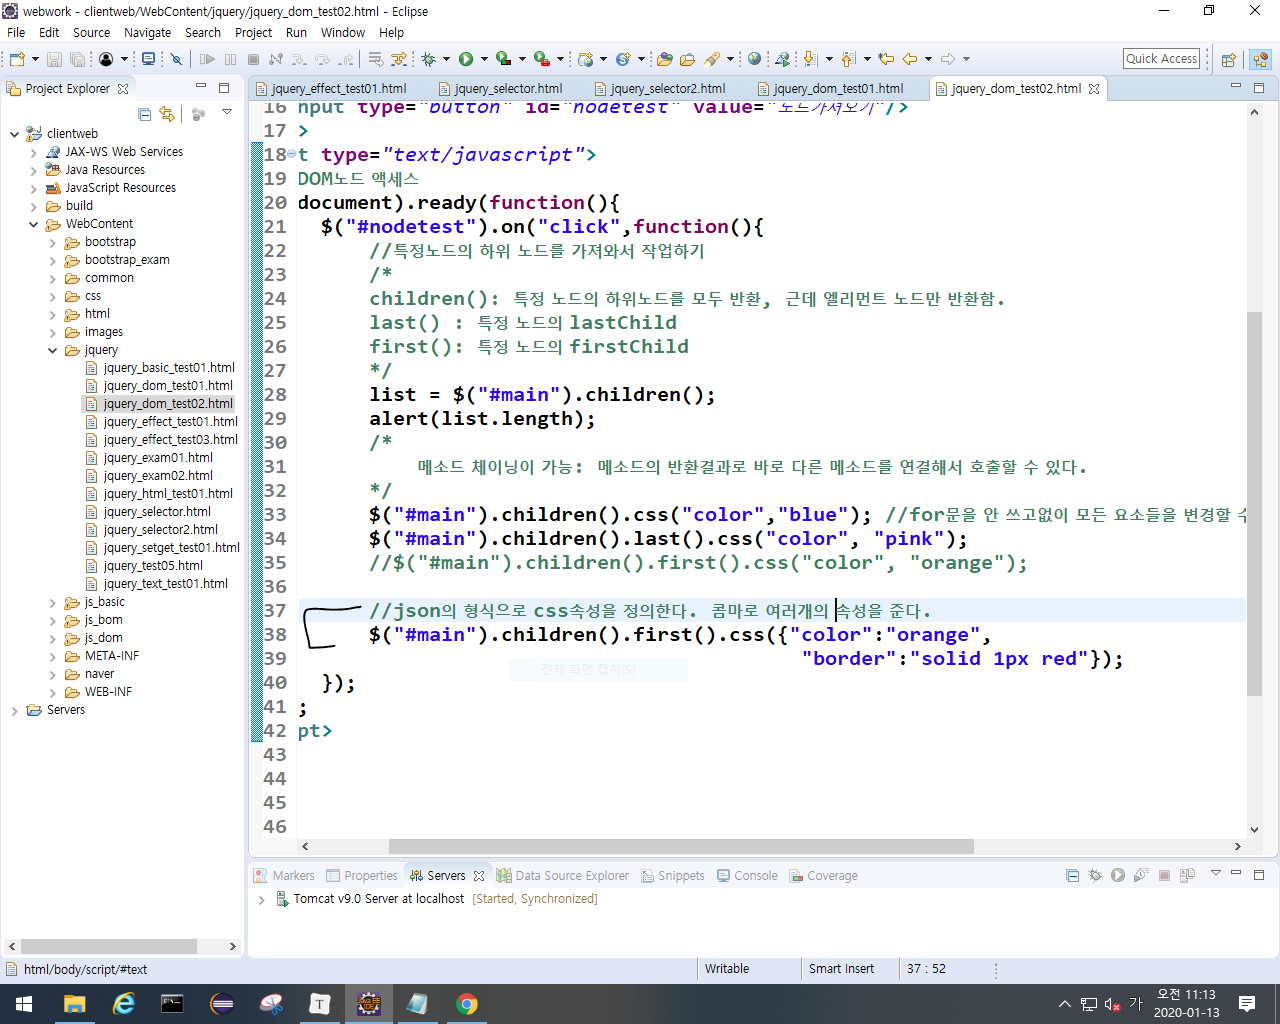 webwork - clientweb/WebContent/jquery/jquery_dom_test02.html - Eclipse
File Edit Source Navigate Search Project Run Window Help
Quick Access
Project Explorer
jquery_effect_test01.html jquery_selector.html jquery_selector2.html jquery_dom_test01.html jquery_dom_test02.html
clientweb
JAX-WS Web Services
Java Resources
JavaScript Resources
build
WebContent
bootstrap
bootstrap_exam
common
css
html
images
jquery
jquery_basic_test01.html
jquery_dom_test01.html
jquery_dom_test02.html
jquery_effect_test01.html
jquery_effect_test03.html
jquery_exam01.html
jquery_exam02.html
jquery_html_test01.html
jquery_selector.html
jquery_selector2.html
jquery_setget_test01.html
jquery_test05.html
jquery_text_test01.html
js_basic
js_bom
js_dom
META-INF
naver
WEB-INF
Servers
16 nput type="button" id="nodetest" value="노드가져오기"/>
17 >
18 t type="text/javascript">
19 DOM노드 액세스
20 document).ready(function(){
21 $("#nodetest").on("click",function(){
22 //특정노드의 하위 노드를 가져와서 작업하기
23 /*
24 children(): 특정 노드의 하위노드를 모두 반환, 근데 엘리먼트 노드만 반환함.
25 last() : 특정 노드의 lastChild
26 first(): 특정 노드의 firstChild
27 */
28 list = $("#main").children();
29 alert(list.length);
30 /*
31 메소드 체이닝이 가능: 메소드의 반환결과로 바로 다른 메소드를 연결해서 호출할 수 있다.
32 */
33 $("#main").children().css("color","blue"); //for문을 안 쓰고없이 모든 요소들을 변경할 수
34 $("#main").children().last().css("color", "pink");
35 //$("#main").children().first().css("color", "orange");
36
37 //json의 형식으로 css속성을 정의한다. 콤마로 여러개의 속성을 준다.
38 $("#main").children().first().css({"color":"orange",
39 "border":"solid 1px red"});
40 });
41 ;
42 pt>
43
44
45
46
전체 화면 캡처(S)
Markers Properties Servers Data Source Explorer Snippets Console Coverage
Tomcat v9.0 Server at localhost [Started, Synchronized]
html/body/script/#text Writable Smart Insert 37 : 52
T
가
오전 11:13
2020-01-13